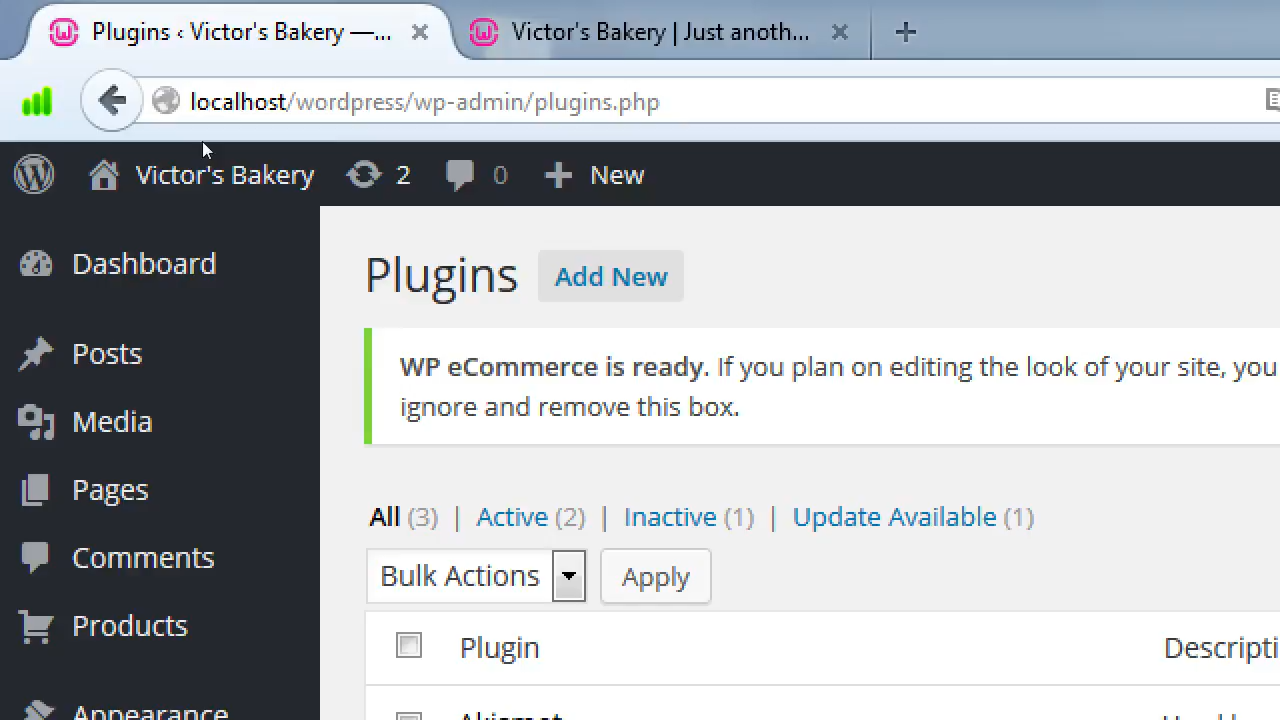 Plugins ‹ Victor's Bakery —...
Victor's Bakery | Just anoth...
localhost/wordpress/wp-admin/plugins.php
Victor's Bakery 2 0 New
Dashboard
Posts
Media
Pages
Comments
Products
Appearance
Plugins Add New
WP eCommerce is ready. If you plan on editing the look of your site, you
ignore and remove this box.
All (3) | Active (2) | Inactive (1) | Update Available (1)
Bulk Actions Apply
Plugin Descripti
Akismet